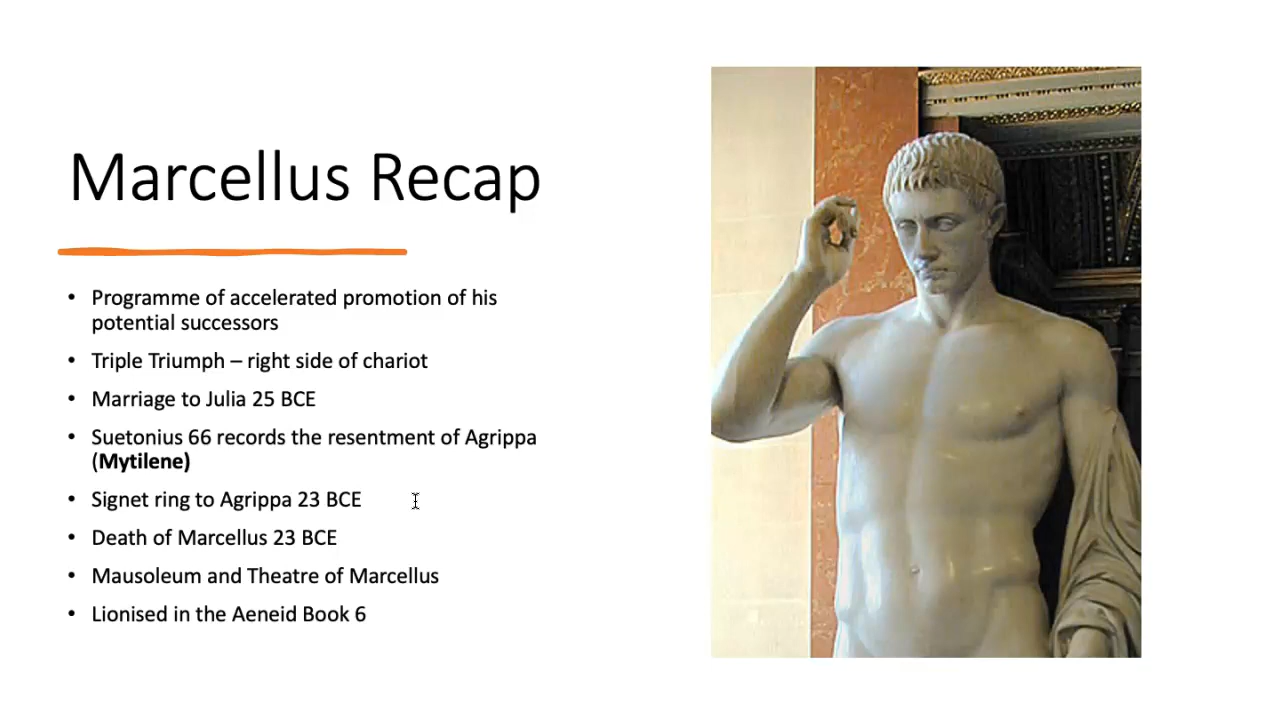 Marcellus Recap
• Programme of accelerated promotion of his
potential successors
• Triple Triumph – right side of chariot
• Marriage to Julia 25 BCE
• Suetonius 66 records the resentment of Agrippa
(Mytilene)
• Signet ring to Agrippa 23 BCE
• Death of Marcellus 23 BCE
• Mausoleum and Theatre of Marcellus
• Lionised in the Aeneid Book 6